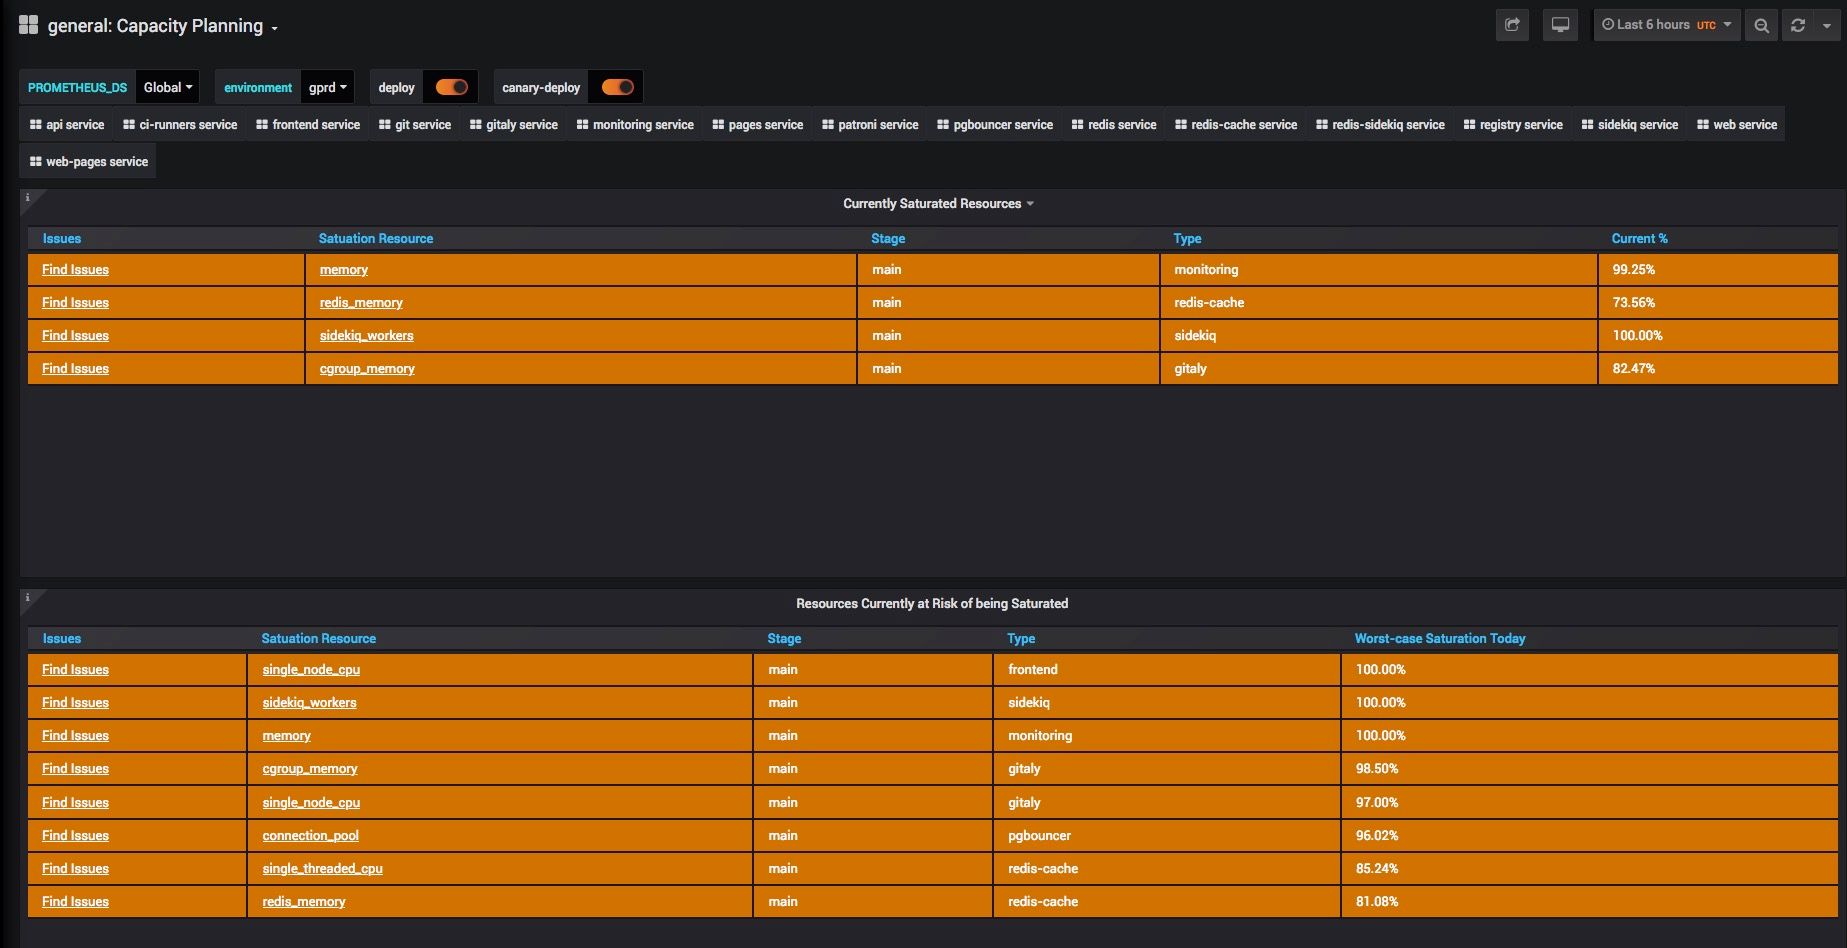 general: Capacity Planning
Last 6 hours UTC
PROMETHEUS_DS Global environment gprd deploy canary-deploy
api service ci-runners service frontend service git service gitaly service monitoring service pages service patroni service pgbouncer service redis service redis-cache service redis-sidekiq service registry service sidekiq service web service
web-pages service
i
Currently Saturated Resources
Issues Satuation Resource Stage Type Current %
Find Issues memory main monitoring 99.25%
Find Issues redis_memory main redis-cache 73.56%
Find Issues sidekiq_workers main sidekiq 100.00%
Find Issues cgroup_memory main gitaly 82.47%
i
Resources Currently at Risk of being Saturated
Issues Satuation Resource Stage Type Worst-case Saturation Today
Find Issues single_node_cpu main frontend 100.00%
Find Issues sidekiq_workers main sidekiq 100.00%
Find Issues memory main monitoring 100.00%
Find Issues cgroup_memory main gitaly 98.50%
Find Issues single_node_cpu main gitaly 97.00%
Find Issues connection_pool main pgbouncer 96.02%
Find Issues single_threaded_cpu main redis-cache 85.24%
Find Issues redis_memory main redis-cache 81.08%